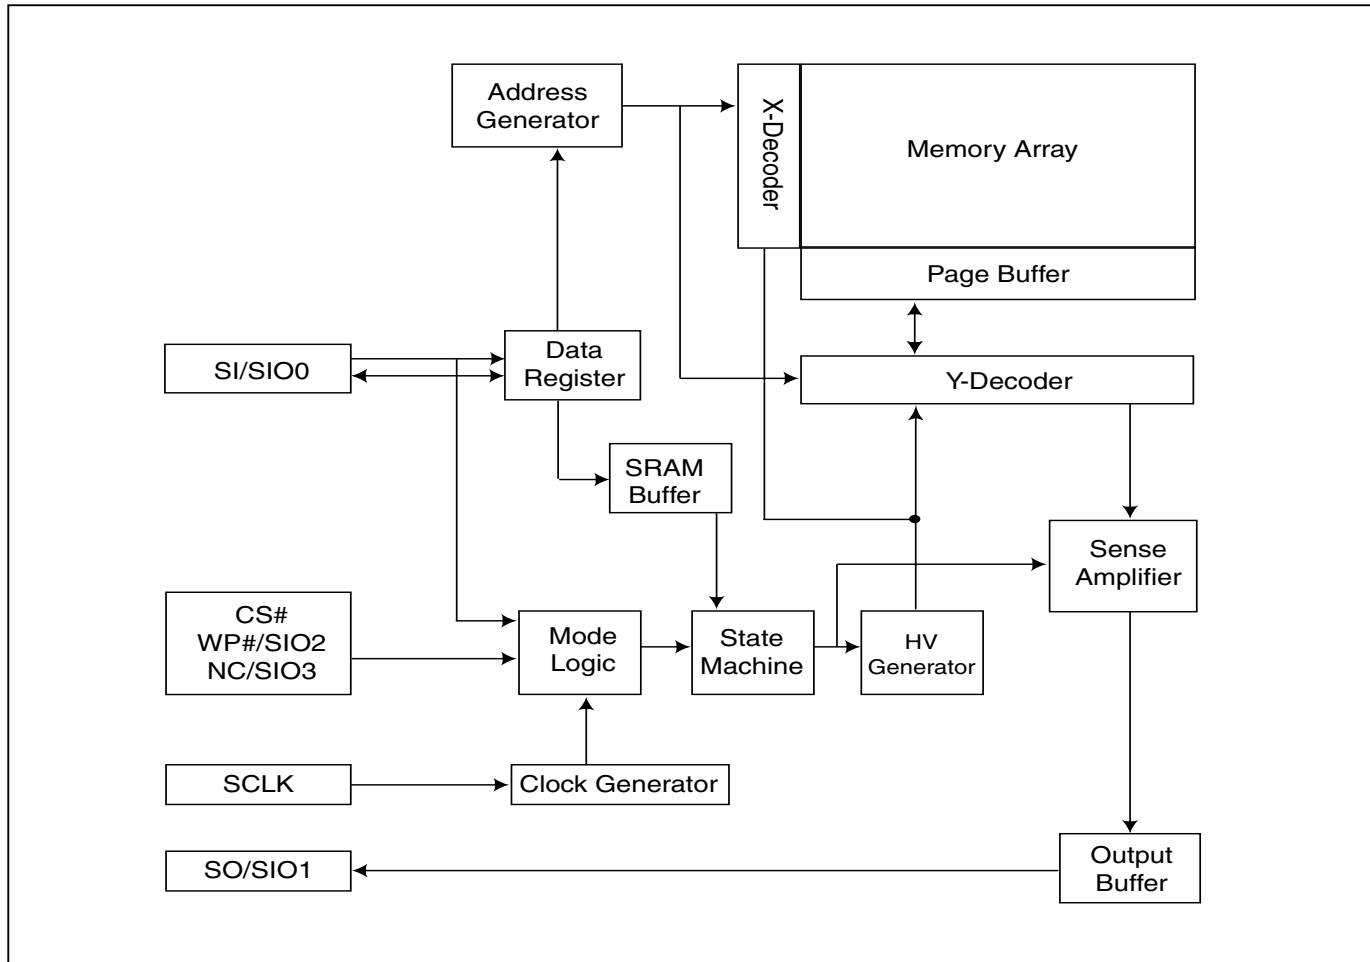 Address
Generator
X-Decoder
Memory Array
Page Buffer
SI/SIO0
Data
Register
Y-Decoder
SRAM
Buffer
Sense
Amplifier
CS#
WP#/SIO2
NC/SIO3
Mode
Logic
State
Machine
HV
Generator
SCLK
Clock Generator
SO/SIO1
Output
Buffer